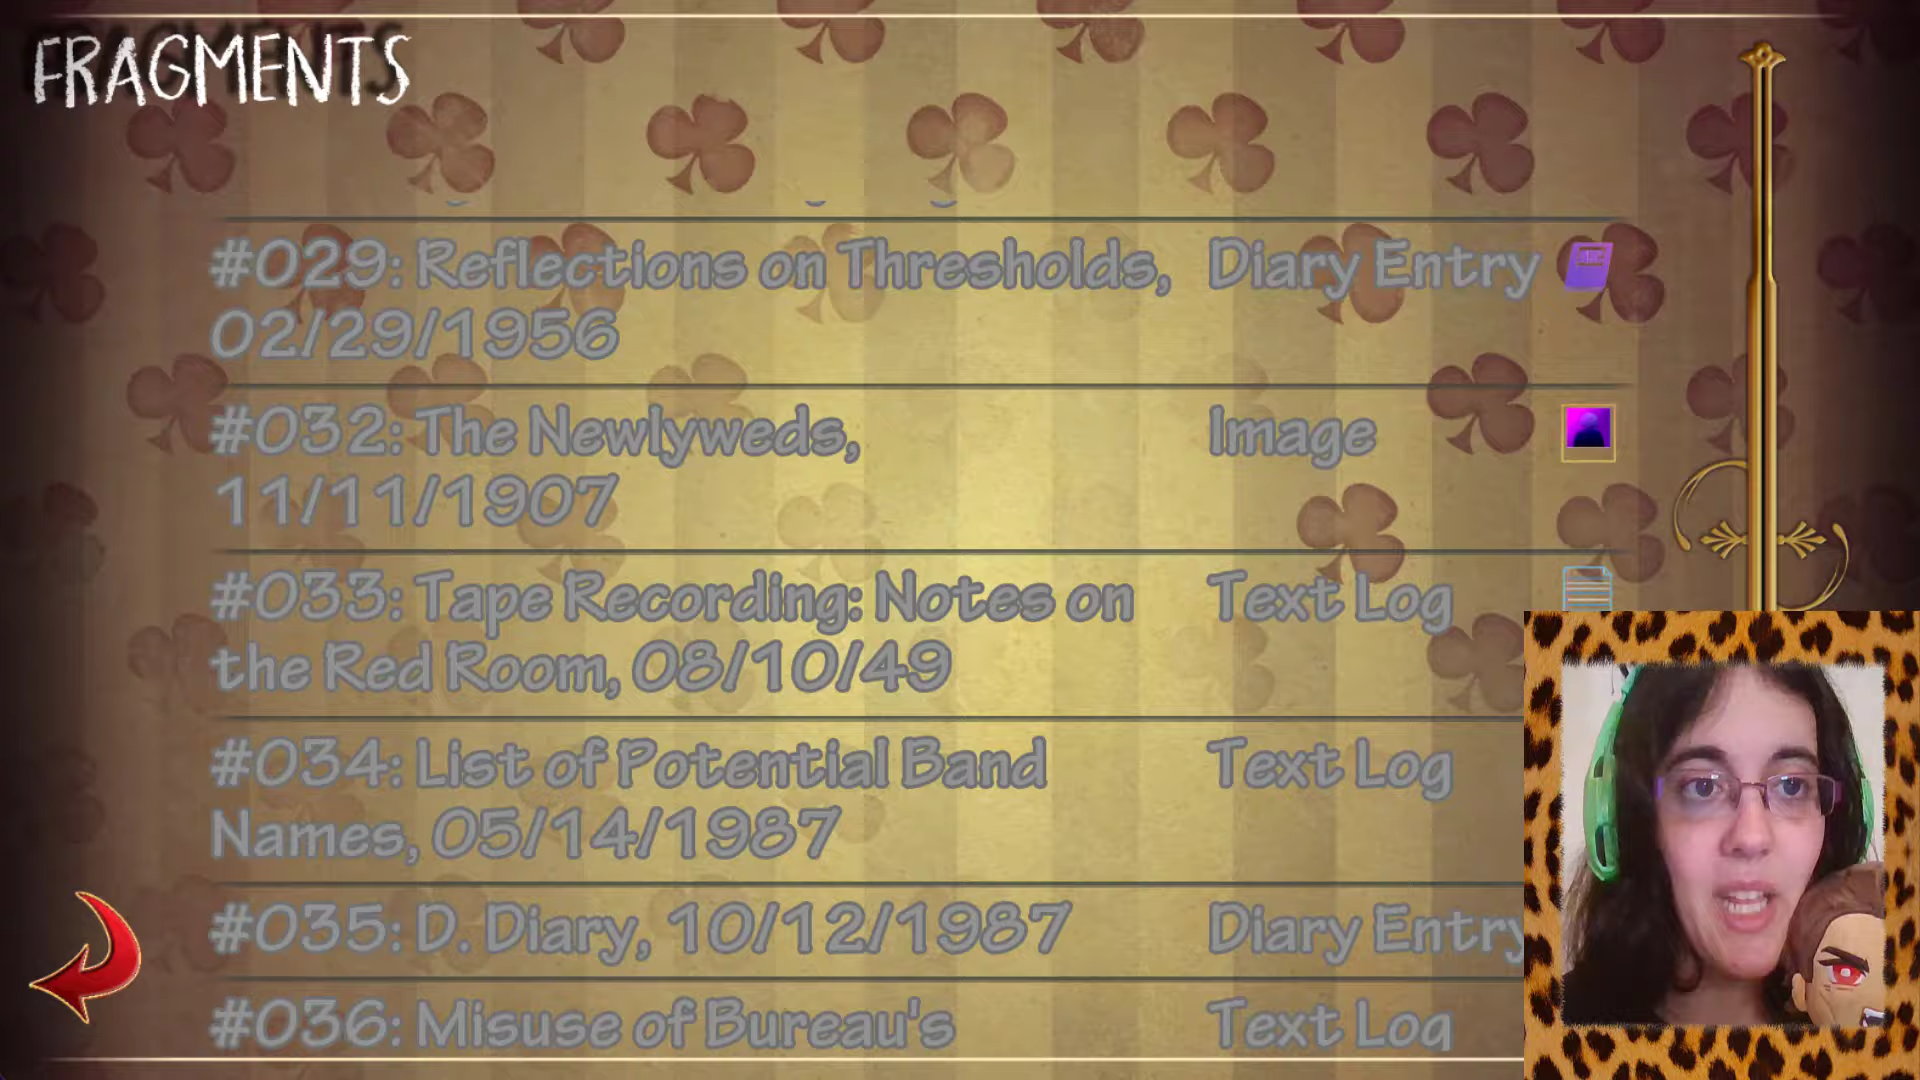 FRAGMENTS
#029: Reflections on Thresholds, Diary Entry
02/29/1956
#032: The Newlyweds, Image
11/11/1907
#033: Tape Recording: Notes on Text Log
the Red Room, 08/10/49
#034: List of Potential Band Text Log
Names, 05/14/1987
#035: D. Diary, 10/12/1987 Diary Entry
#036: Misuse of Bureau's Text Log